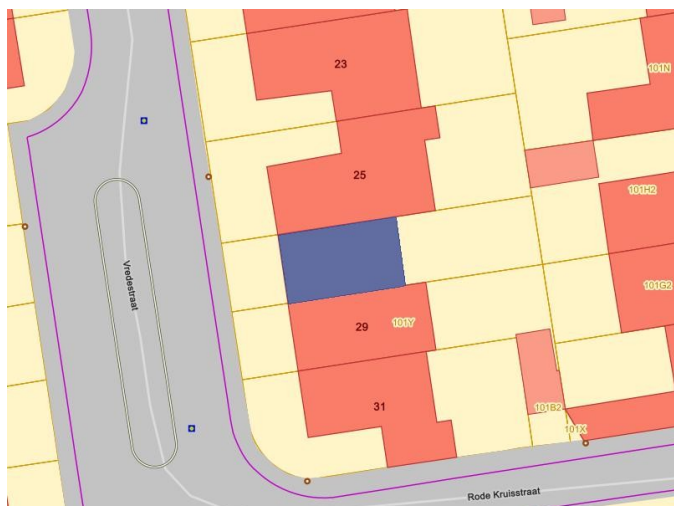 23
101N
25
101H2
Vredestraat
101G2
29
101Y
31
101B2
101X
Rode Kruisstraat